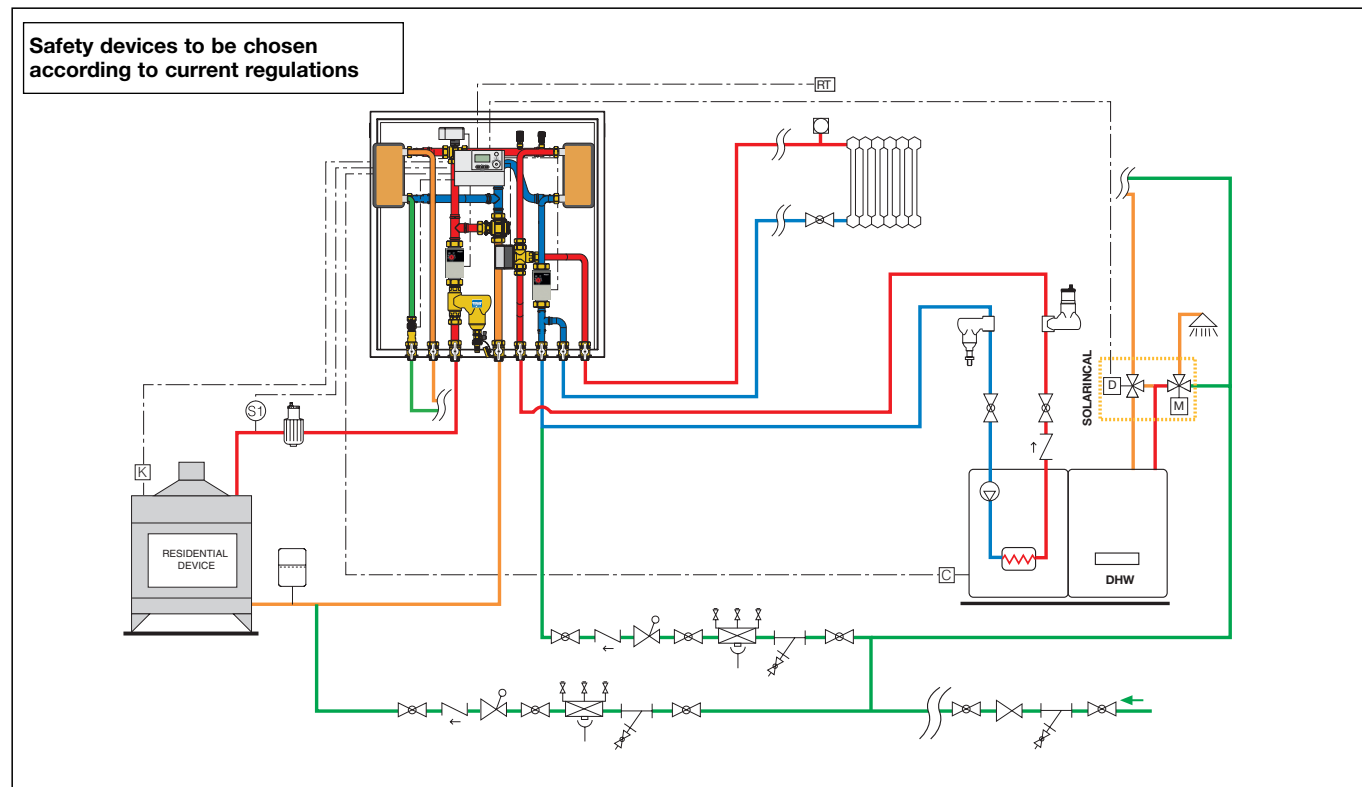 Safety devices to be chosen
according to current regulations
RT
S1
K
RESIDENTIAL
DEVICE
SOLARINCAL
D
M
C
DHW